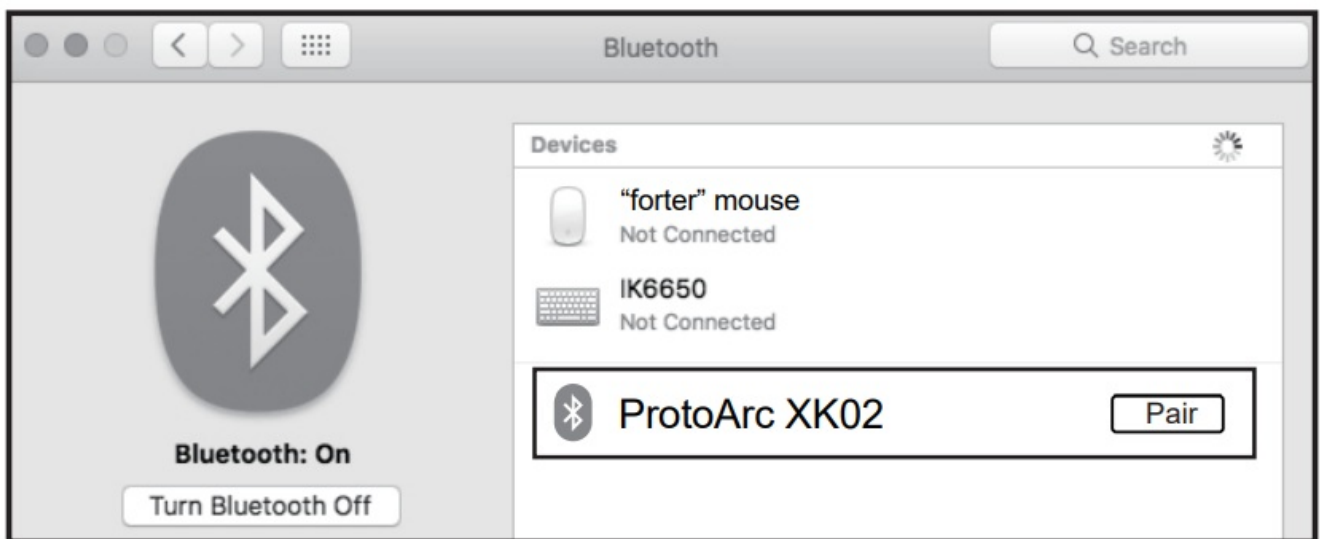 Bluetooth
Search
Devices
“forter” mouse
Not Connected
IK6650
Not Connected
ProtoArc XK02
Pair
Bluetooth: On
Turn Bluetooth Off